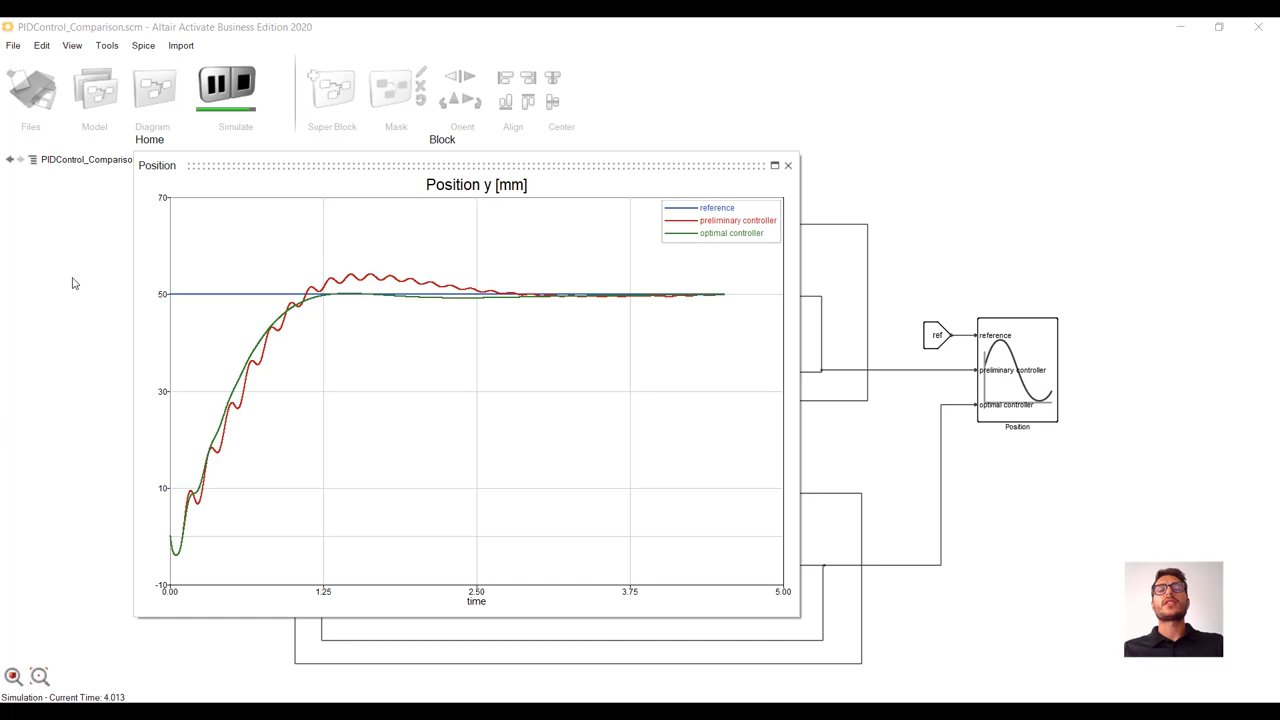 PIDControl_Comparison.scm - Altair Activate Business Edition 2020
File Edit View Tools Spice Import
Files Model Diagram Simulate Super Block Mask Orient Align Center
Home Block
PIDControl_Compariso
Position
Position y [mm]
70
reference
preliminary controller
optimal controller
50
30
10
-10
0.00 1.25 2.50 3.75 5.00
time
ref
reference
preliminary controller
optimal controller
Position
Simulation - Current Time: 4.013